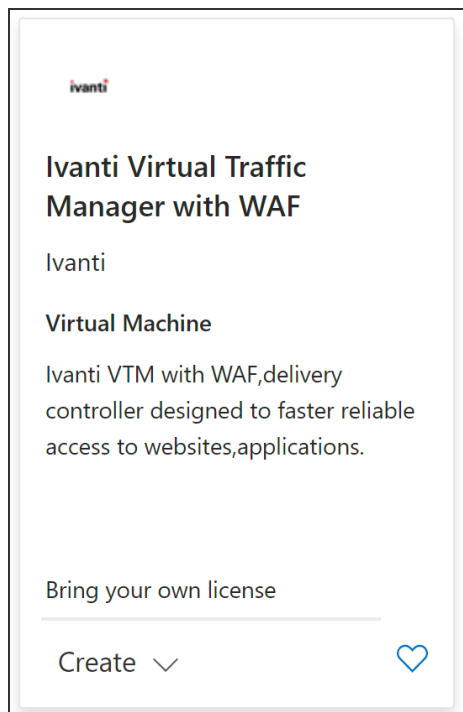 ivanti
Ivanti Virtual Traffic
Manager with WAF
Ivanti
Virtual Machine
Ivanti VTM with WAF,delivery
controller designed to faster reliable
access to websites,applications.
Bring your own license
Create